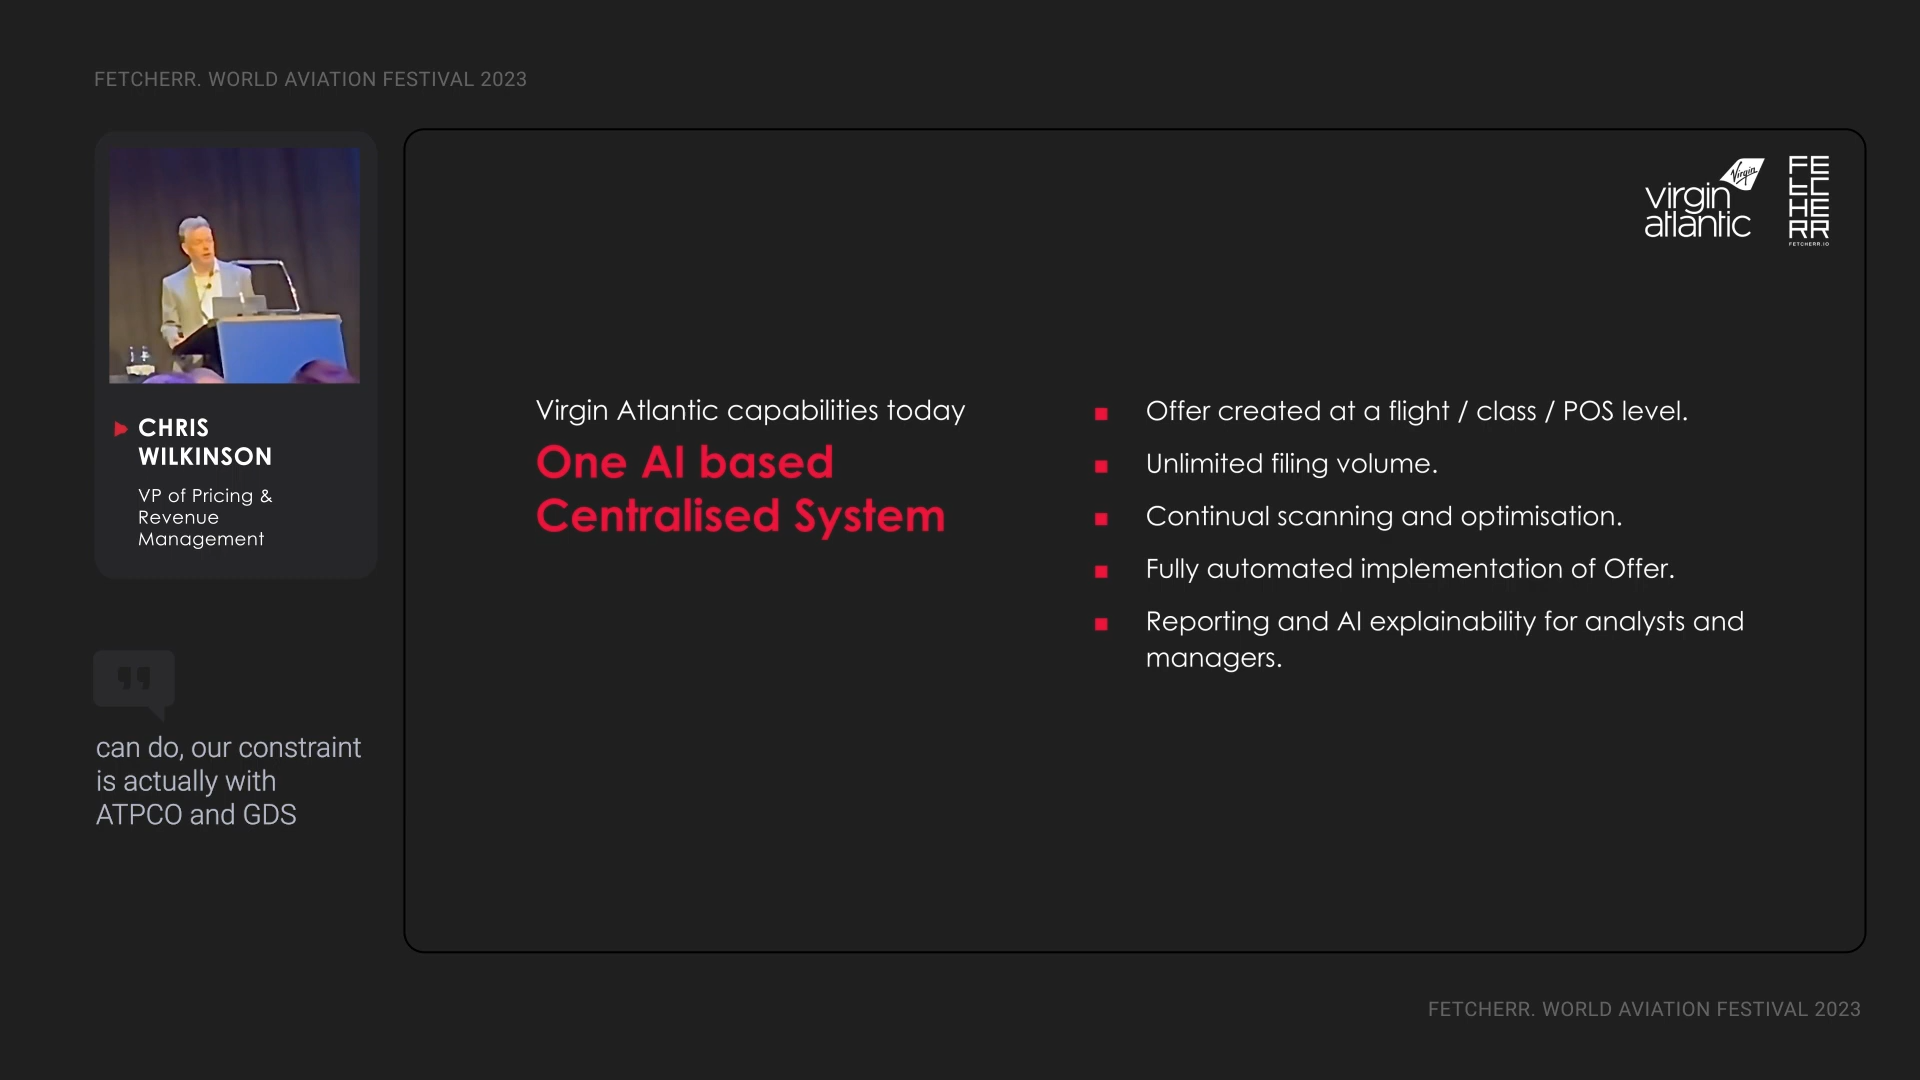 FETCHERR. WORLD AVIATION FESTIVAL 2023
CHRIS
WILKINSON
VP of Pricing &
Revenue
Management
can do, our constraint
is actually with
ATPCO and GDS
Virgin
virgin
atlantic
FE
TC
HE
RR
FETCHERR.IO
Virgin Atlantic capabilities today
One AI based
Centralised System
Offer created at a flight / class / POS level.
Unlimited filing volume.
Continual scanning and optimisation.
Fully automated implementation of Offer.
Reporting and AI explainability for analysts and
managers.
FETCHERR. WORLD AVIATION FESTIVAL 2023